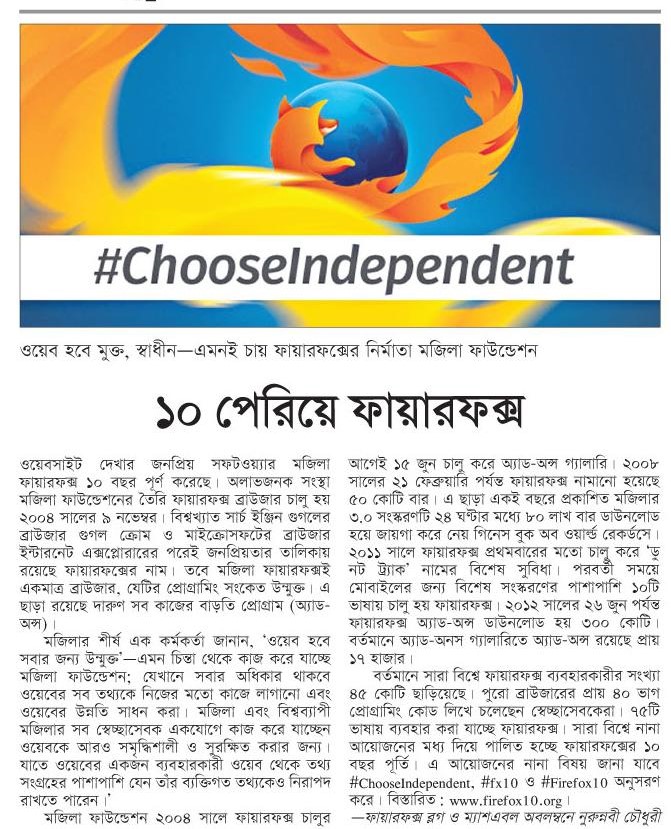 #ChooseIndependent
ওয়েব হবে মুক্ত, স্বাধীন—এমনই চায় ফায়ারফক্সের নির্মাতা মজিলা ফাউন্ডেশন
১০ পেরিয়ে ফায়ারফক্স
ওয়েবসাইট দেখার জনপ্রিয় সফটওয়্যার মজিলা
ফায়ারফক্স ১০ বছর পূর্ণ করেছে। অলাভজনক সংস্থা
মজিলা ফাউন্ডেশনের তৈরি ফায়ারফক্স ব্রাউজার চালু হয়
২০০৪ সালের ৯ নভেম্বর। বিশ্বখ্যাত সার্চ ইঞ্জিন গুগলের
ব্রাউজার গুগল ক্রোম ও মাইক্রোসফটের ব্রাউজার
ইন্টারনেট এক্সপ্লোরারের পরেই জনপ্রিয়তার তালিকায়
রয়েছে ফায়ারফক্সের নাম। তবে মজিলা ফায়ারফক্সই
একমাত্র ব্রাউজার, যেটির প্রোগ্রামিং সংকেত উন্মুক্ত। এ
ছাড়া রয়েছে দারুণ সব কাজের বাড়তি প্রোগ্রাম (অ্যাড-
অন্স)।
মজিলার শীর্ষ এক কর্মকর্তা জানান, ‘ওয়েব হবে
সবার জন্য উন্মুক্ত’—এমন চিন্তা থেকে কাজ করে যাচ্ছে
মজিলা ফাউন্ডেশন; যেখানে সবার অধিকার থাকবে
ওয়েবের সব তথ্যকে নিজের মতো কাজে লাগানো এবং
ওয়েবের উন্নতি সাধন করা। মজিলা এবং বিশ্বব্যাপী
মজিলার সব স্বেচ্ছাসেবক একযোগে কাজ করে যাচ্ছেন
ওয়েবকে আরও সমৃদ্ধিশালী ও সুরক্ষিত করার জন্য।
যাতে ওয়েবের একজন ব্যবহারকারী ওয়েব থেকে তথ্য
সংগ্রহের পাশাপাশি যেন তাঁর ব্যক্তিগত তথ্যকেও নিরাপদ
রাখতে পারেন।’
মজিলা ফাউন্ডেশন ২০০৪ সালে ফায়ারফক্স চালুর
আগেই ১৫ জুন চালু করে অ্যাড-অন্স গ্যালারি। ২০০৮
সালের ২১ ফেব্রুয়ারি পর্যন্ত ফায়ারফক্স নামানো হয়েছে
৫০ কোটি বার। এ ছাড়া একই বছরে প্রকাশিত মজিলার
৩.০ সংস্করণটি ২৪ ঘণ্টার মধ্যে ৮০ লাখ বার ডাউনলোড
হয়ে জায়গা করে নেয় গিনেস বুক অব ওয়ার্ল্ড রেকর্ডসে।
২০১১ সালে ফায়ারফক্স প্রথমবারের মতো চালু করে ‘ডু
নট ট্র্যাক’ নামের বিশেষ সুবিধা। পরবর্তী সময়ে
মোবাইলের জন্য বিশেষ সংস্করণের পাশাপাশি ১০টি
ভাষায় চালু হয় ফায়ারফক্স। ২০১২ সালের ২৬ জুন পর্যন্ত
ফায়ারফক্স অ্যাড-অন্স ডাউনলোড হয় ৩০০ কোটি।
বর্তমানে অ্যাড-অনস গ্যালারিতে অ্যাড-অন্স রয়েছে প্রায়
১৭ হাজার।
বর্তমানে সারা বিশ্বে ফায়ারফক্স ব্যবহারকারীর সংখ্যা
৪৫ কোটি ছাড়িয়েছে। পুরো ব্রাউজারের প্রায় ৪০ ভাগ
প্রোগ্রামিং কোড লিখে চলেছেন স্বেচ্ছাসেবকেরা। ৭৫টি
ভাষায় ব্যবহার করা যাচ্ছে ফায়ারফক্স। সারা বিশ্বে নানা
আয়োজনের মধ্য দিয়ে পালিত হচ্ছে ফায়ারফক্সের ১০
বছর পূর্তি। এ আয়োজনের নানা বিষয় জানা যাবে
#ChooseIndependent, #fx10 ও #Firefox10 অনুসরণ
করে। বিস্তারিত : www.firefox10.org।
—ফায়ারফক্স ব্লগ ও ম্যাশএবল অবলম্বনে নুরুন্নবী চৌধুরী